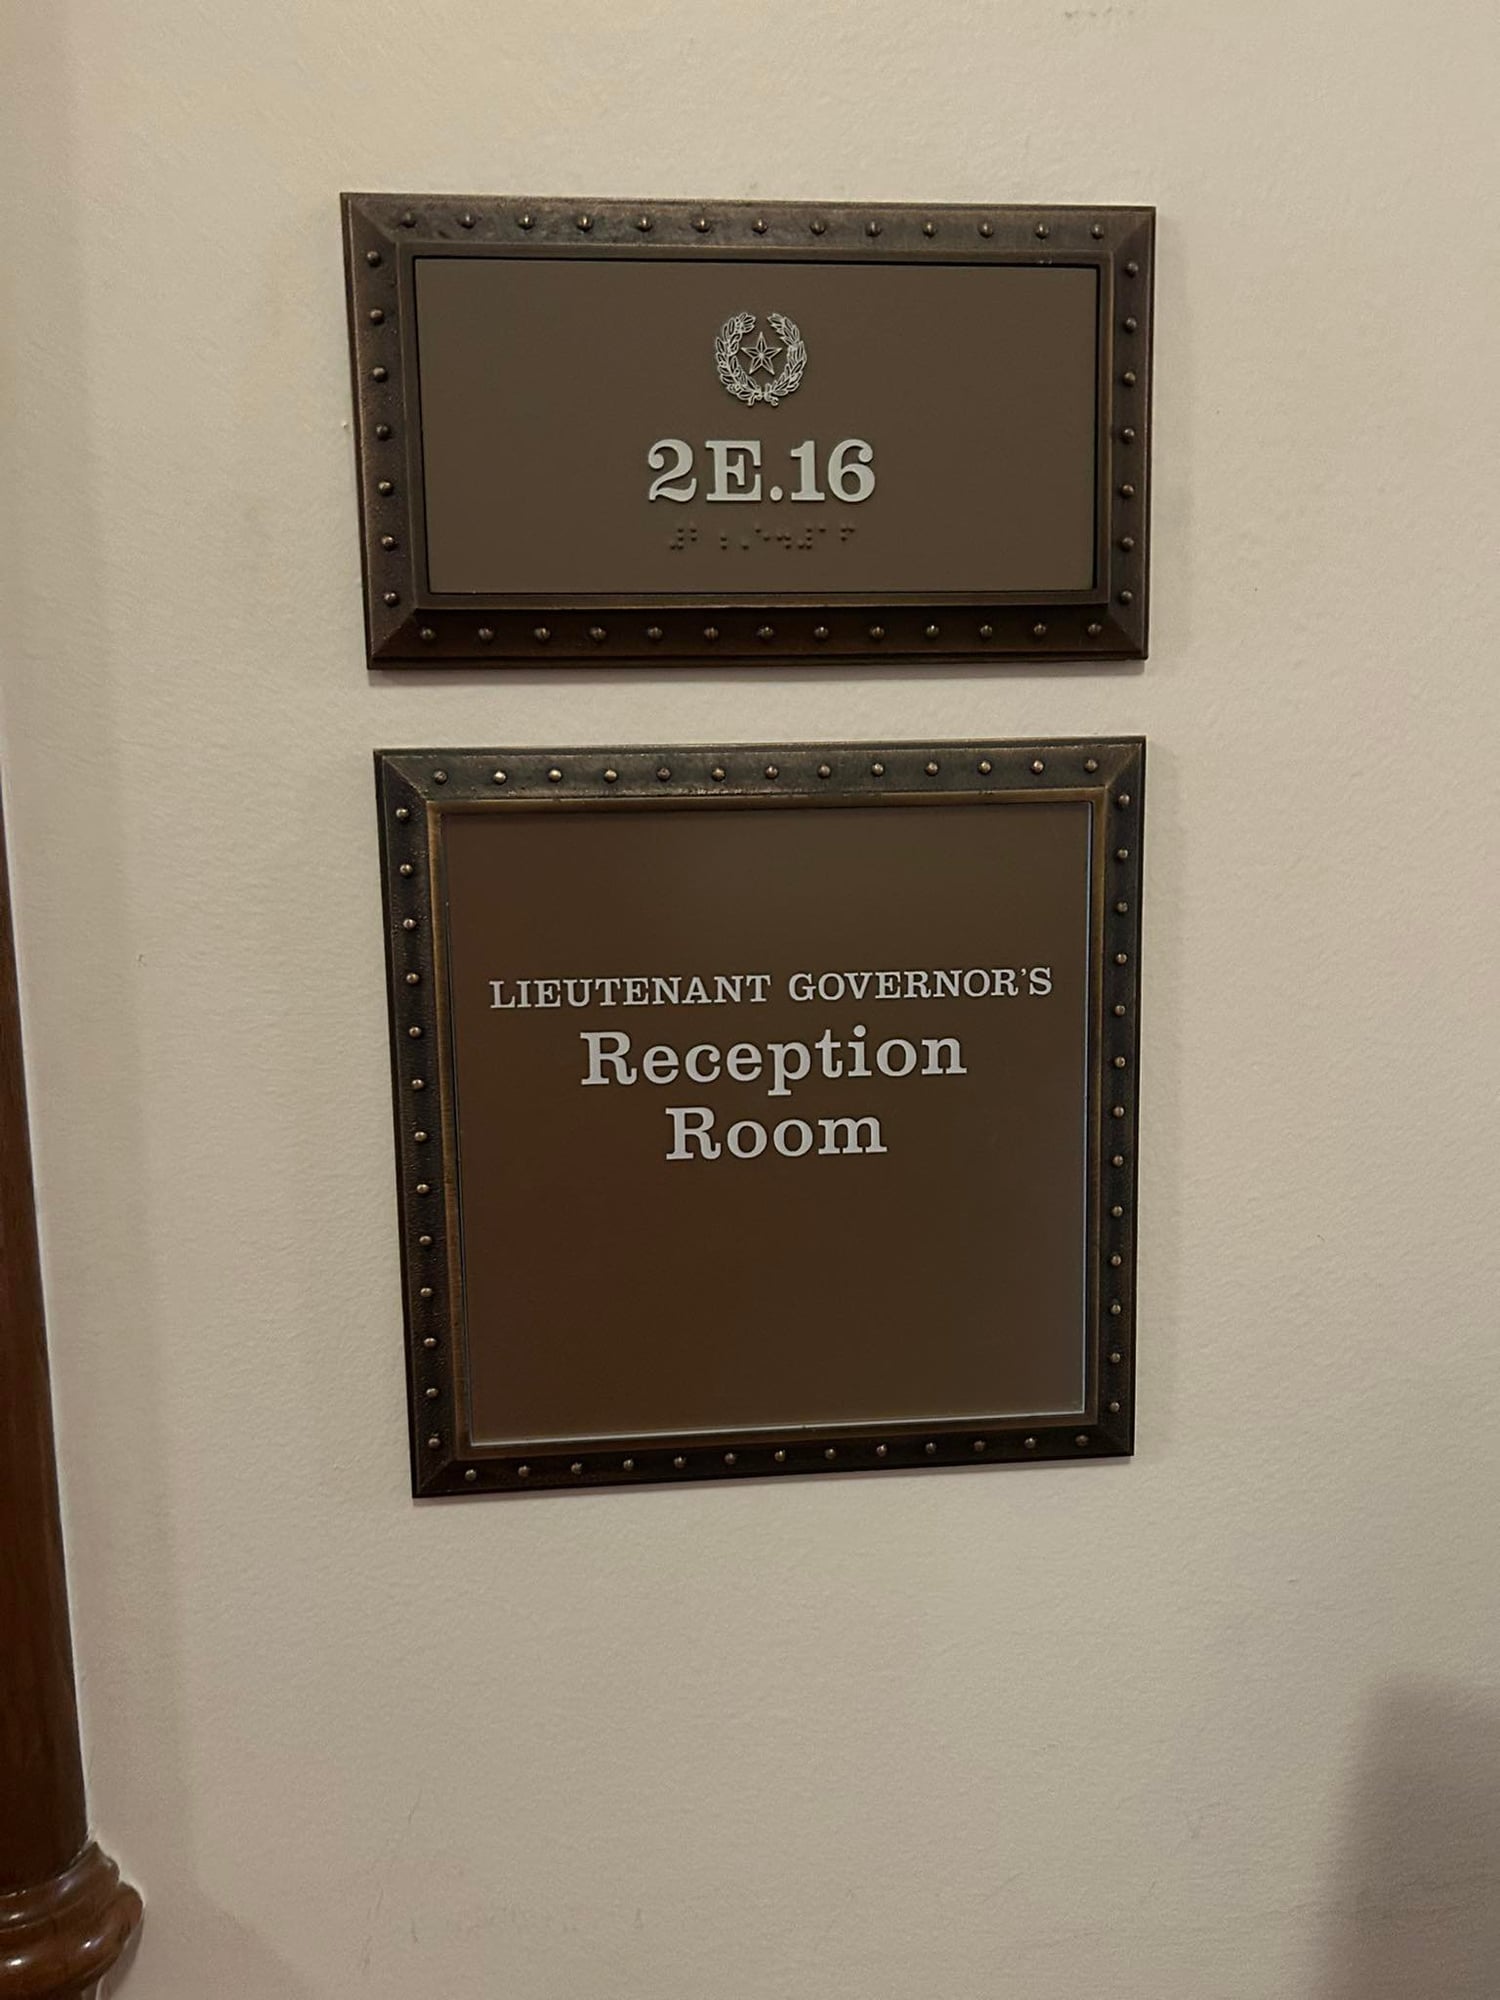 2E.16
LIEUTENANT GOVERNOR'S
Reception
Room